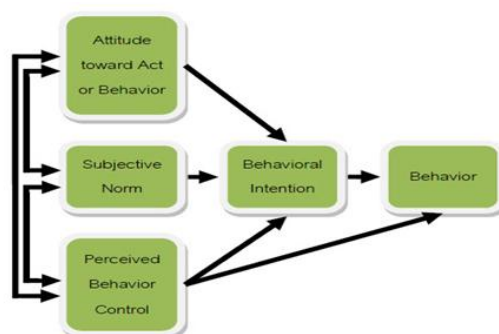 Attitude
toward Act
or Behavior
Subjective
Norm
Behavioral
Intention
Behavior
Perceived
Behavior
Control